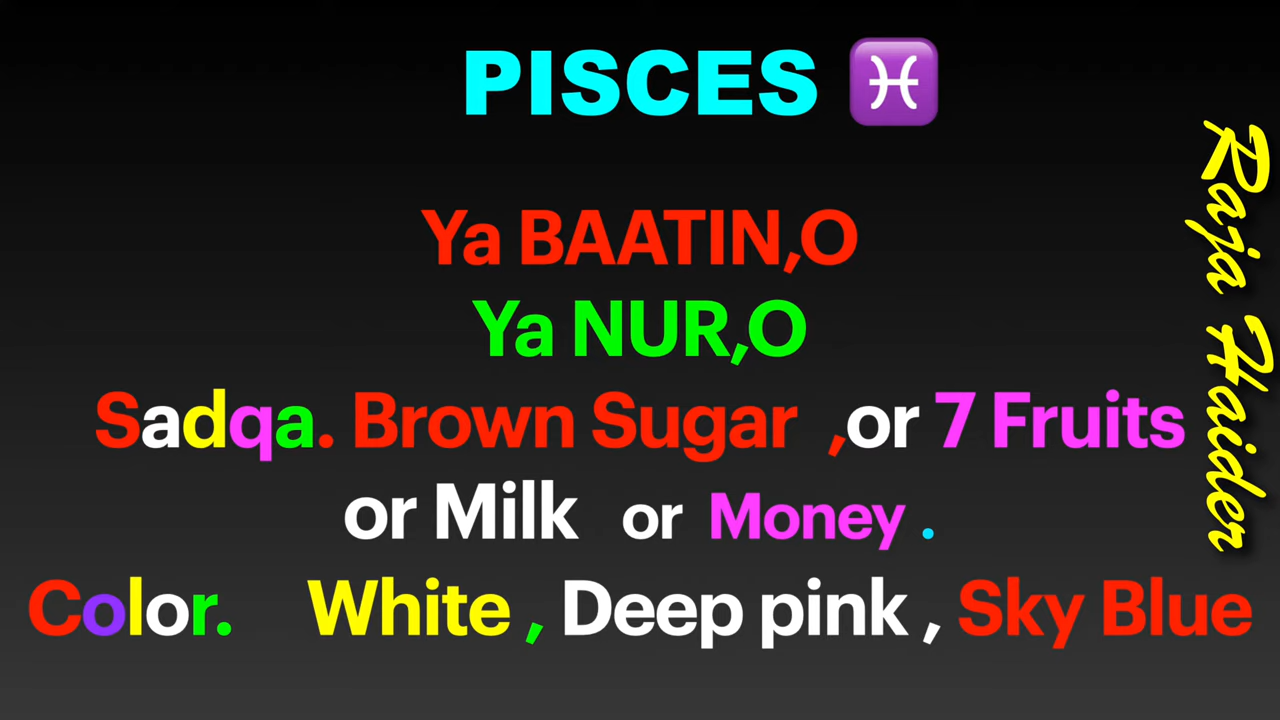 PISCES ♓
Ya BAATIN,O
Ya NUR,O
Sadqa. Brown Sugar ,or 7 Fruits
or Milk or Money .
Color. White , Deep pink , Sky Blue
Raja Haider